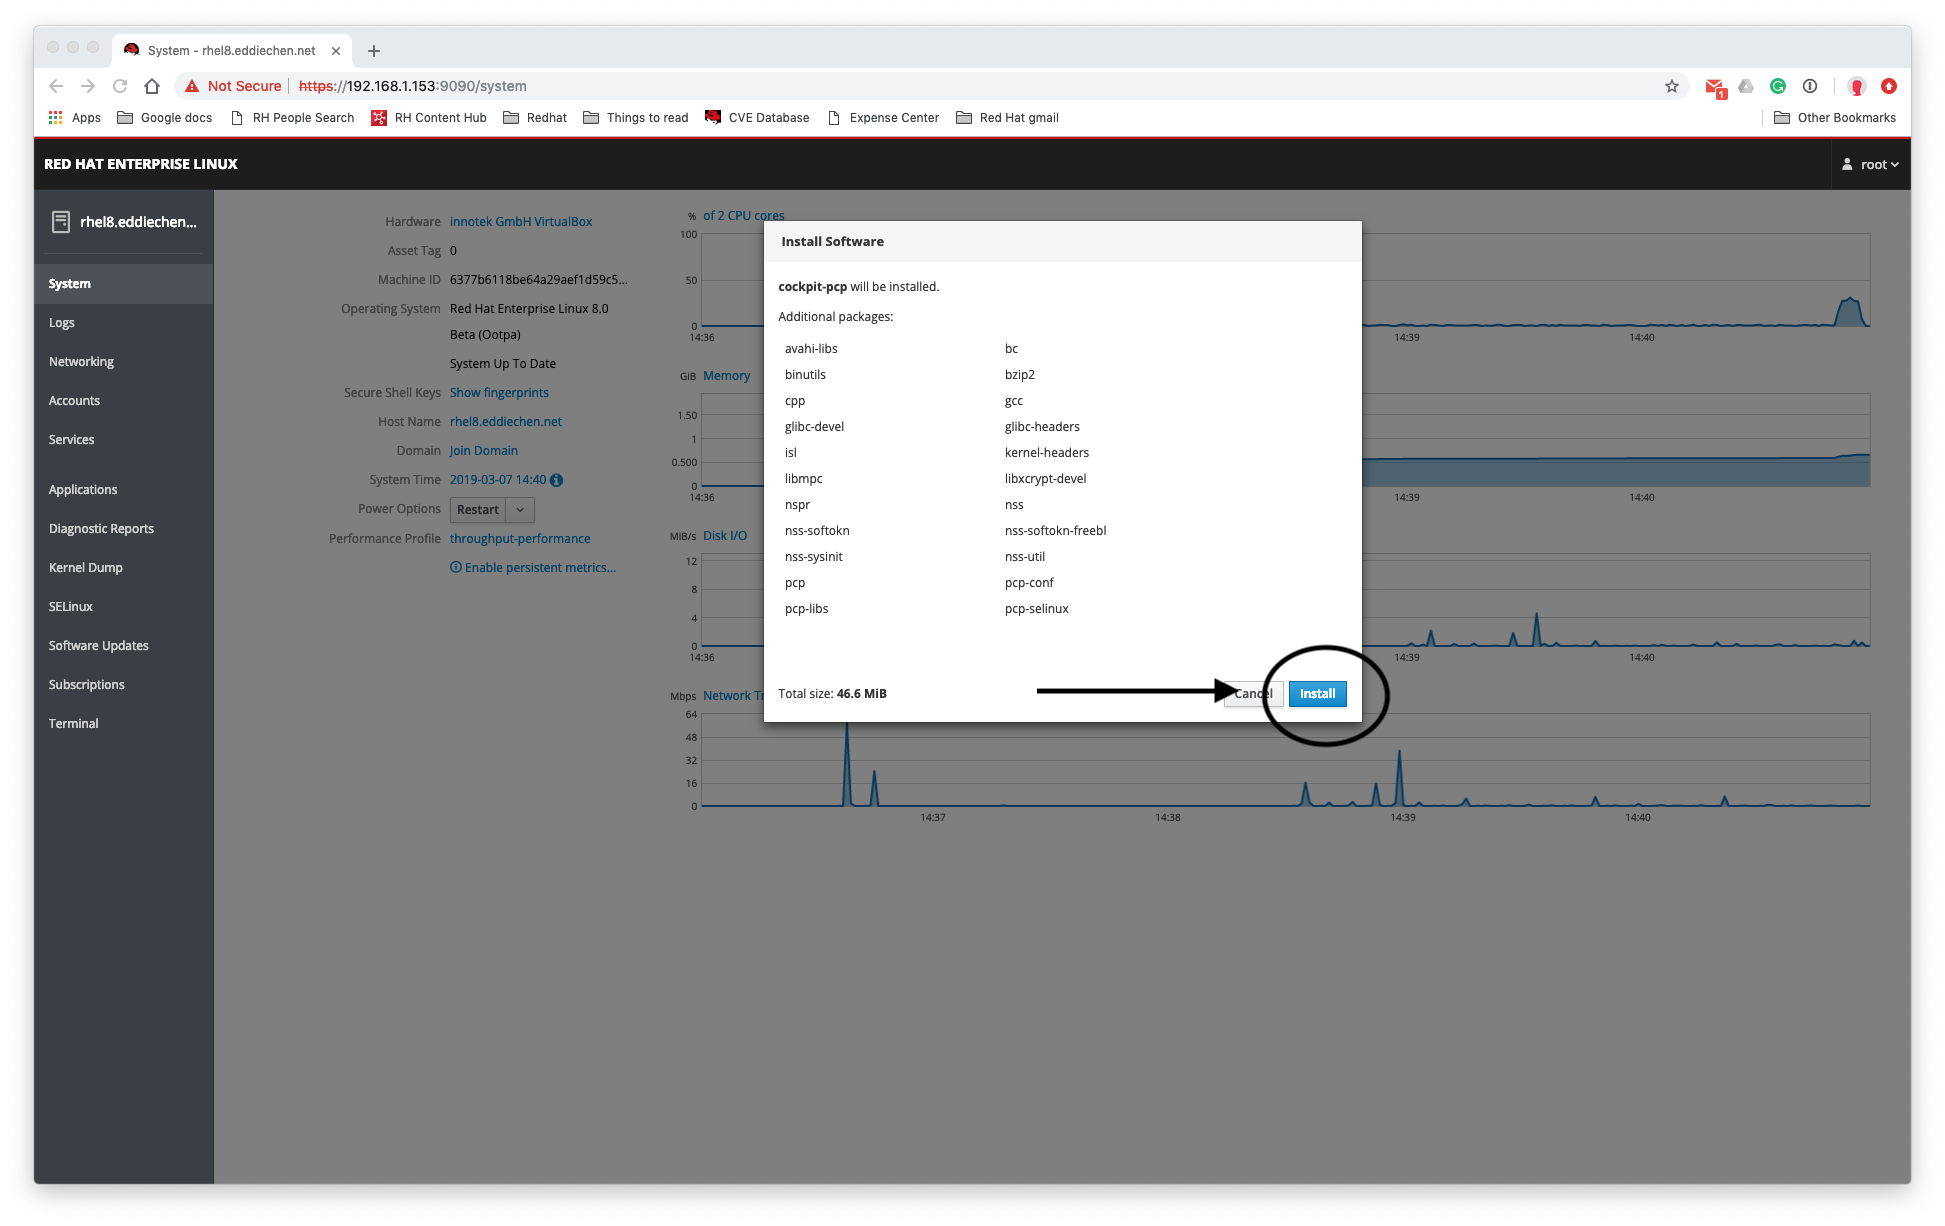 System - rhel8.eddiechen.net
Not Secure | https://192.168.1.153:9090/system
1
Apps Google docs RH People Search RH Content Hub Redhat Things to read CVE Database Expense Center Red Hat gmail Other Bookmarks
RED HAT ENTERPRISE LINUX
root
rhel8.eddiechen...
System
Logs
Networking
Accounts
Services
Applications
Diagnostic Reports
Kernel Dump
SELinux
Software Updates
Subscriptions
Terminal
Hardware innotek GmbH VirtualBox
Asset Tag 0
Machine ID 6377b6118be64a29aef1d59c5...
Operating System Red Hat Enterprise Linux 8.0
Beta (Ootpa)
System Up To Date
Secure Shell Keys Show fingerprints
Host Name rhel8.eddiechen.net
Domain Join Domain
System Time 2019-03-07 14:40
Power Options Restart
Performance Profile throughput-performance
Enable persistent metrics...
% of 2 CPU cores
100
50
0
14:36 14:39 14:40
GiB Memory
1.50
1
0.500
0
14:36 14:39 14:40
MiB/s Disk I/O
12
8
4
0
14:36 14:39 14:40
Mbps Network Tr
64
48
32
16
0
14:37 14:38 14:39 14:40
Install Software
cockpit-pcp will be installed.
Additional packages:
avahi-libs bc
binutils bzip2
cpp gcc
glibc-devel glibc-headers
isl kernel-headers
libmpc libxcrypt-devel
nspr nss
nss-softokn nss-softokn-freebl
nss-sysinit nss-util
pcp pcp-conf
pcp-libs pcp-selinux
Total size: 46.6 MiB
Cancel Install